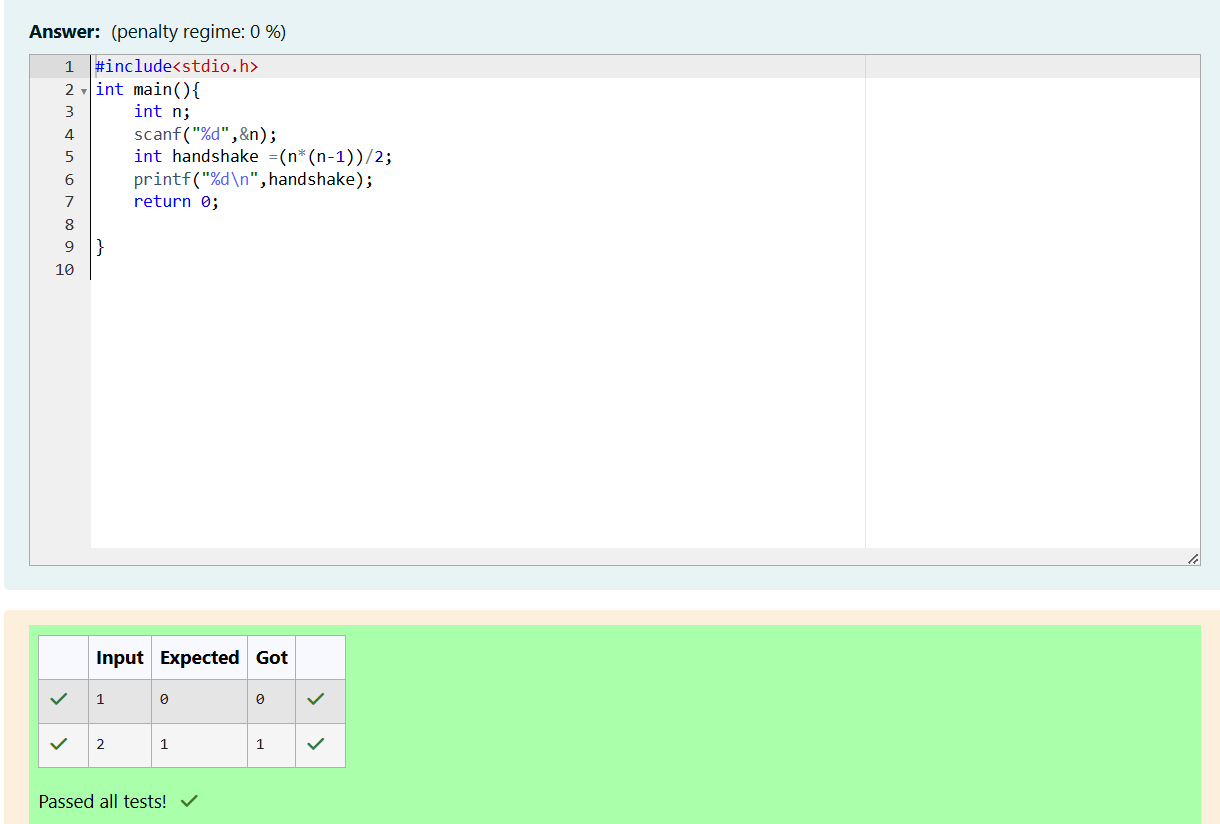 Answer: (penalty regime: 0 %)
1 #include<stdio.h>
2 int main(){
3     int n;
4     scanf("%d",&n);
5     int handshake =(n*(n-1))/2;
6     printf("%d\n",handshake);
7     return 0;
8
9 }
10
Input Expected Got
1 0 0
2 1 1
Passed all tests!